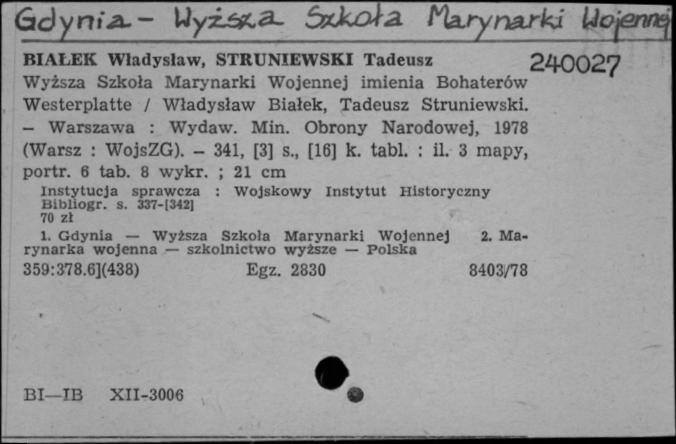 Gdynia - Wyższa Szkoła Marynarki Wojennej
BIAŁEK Władysław, STRUNIEWSKI Tadeusz 240027
Wyższa Szkoła Marynarki Wojennej imienia Bohaterów
Westerplatte / Władysław Białek, Tadeusz Struniewski.
— Warszawa : Wydaw. Min. Obrony Narodowej, 1978
(Warsz : WojsZG). — 341, [3] s., [16] k. tabl. : il. 3 mapy,
portr. 6 tab. 8 wykr. ; 21 cm
Instytucja sprawcza : Wojskowy Instytut Historyczny
Bibliogr. s. 337-[342]
70 zł
1. Gdynia — Wyższa Szkoła Marynarki Wojennej 2. Ma-
rynarka wojenna — szkolnictwo wyższe — Polska
359:378.6](438) Egz. 2830 8403/78
BI—IB XII-3006